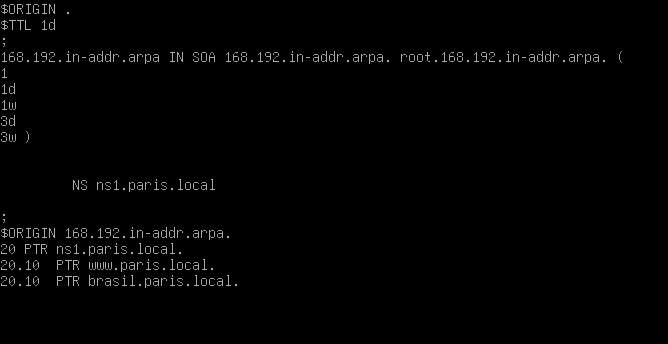 $ORIGIN .
$TTL 1d
;
168.192.in-addr.arpa IN SOA 168.192.in-addr.arpa. root.168.192.in-addr.arpa. (
1
1d
1w
3d
3w )
NS ns1.paris.local
;
$ORIGIN 168.192.in-addr.arpa.
20 PTR ns1.paris.local.
20.10  PTR www.paris.local.
20.10  PTR brasil.paris.local.